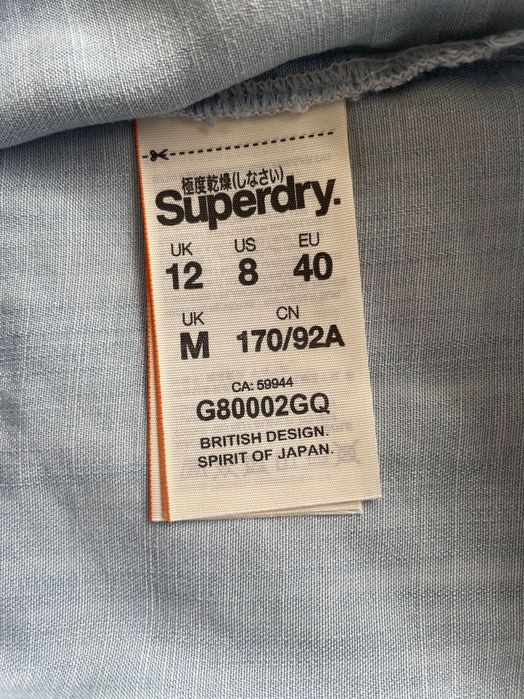 極度乾燥(しなさい)
Superdry.
UK US EU
12 8 40
UK CN
M 170/92A
CA: 59944
G80002GQ
BRITISH DESIGN.
SPIRIT OF JAPAN.